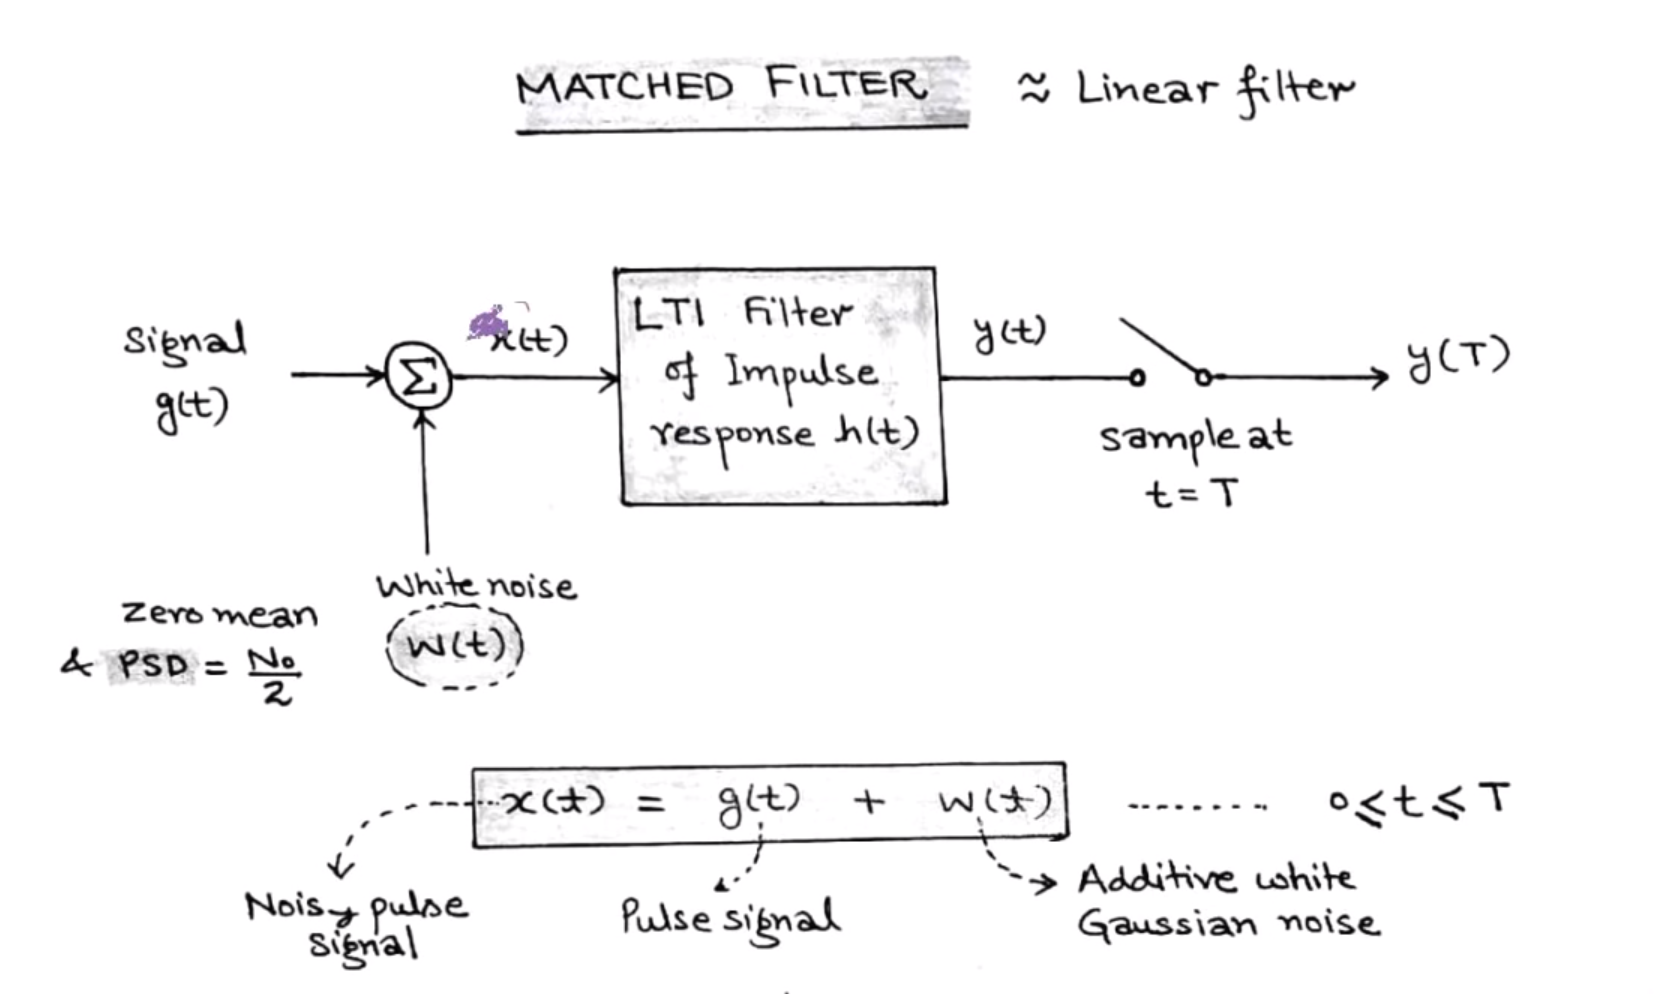 MATCHED FILTER ≈ Linear filter
Signal
g(t)
Σ
x(t)
LTI Filter
of Impulse
response h(t)
y(t)
y(T)
sample at
t = T
White noise
W(t)
Zero mean
& PSD = No/2
x(t) = g(t) + w(t) ........ 0 ≤ t ≤ T
Noisy pulse
signal
Pulse signal
Additive white
Gaussian noise